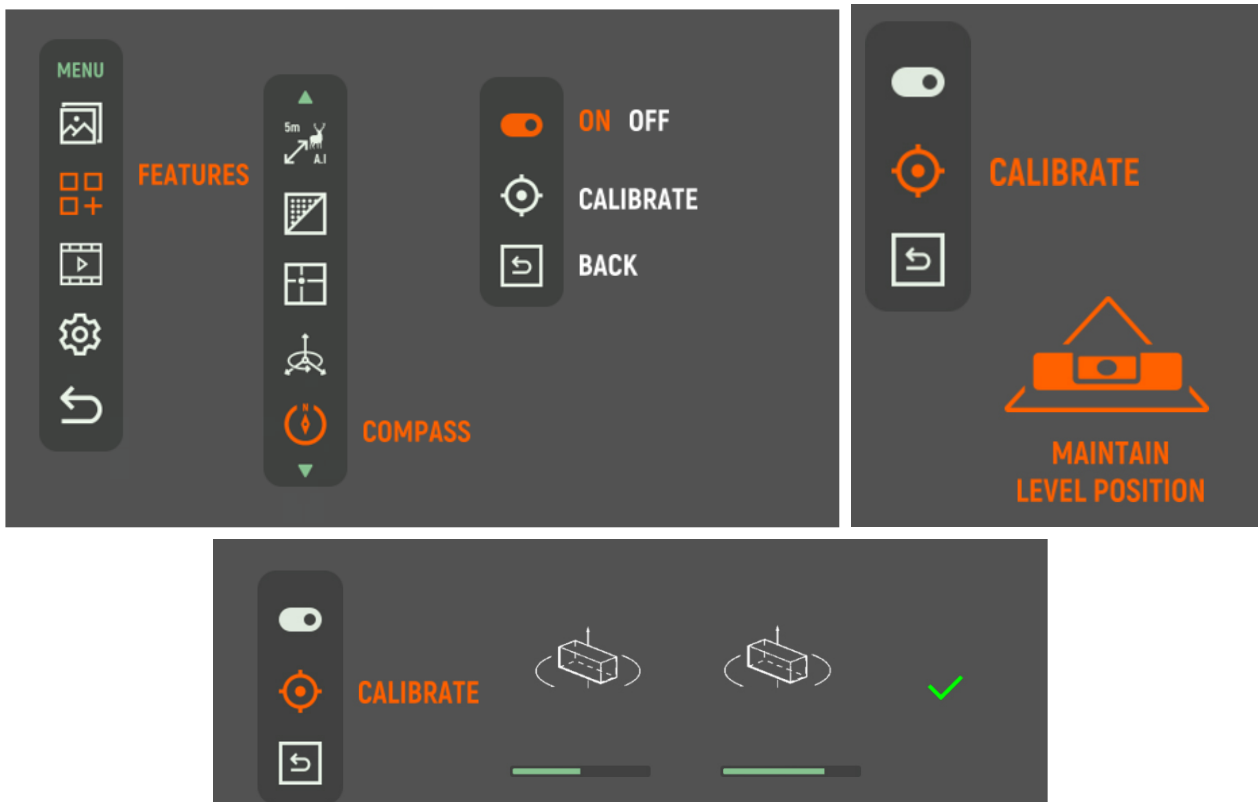 MENU
FEATURES
5m
A.I
N
COMPASS
ON OFF
CALIBRATE
BACK
CALIBRATE
MAINTAIN
LEVEL POSITION
CALIBRATE